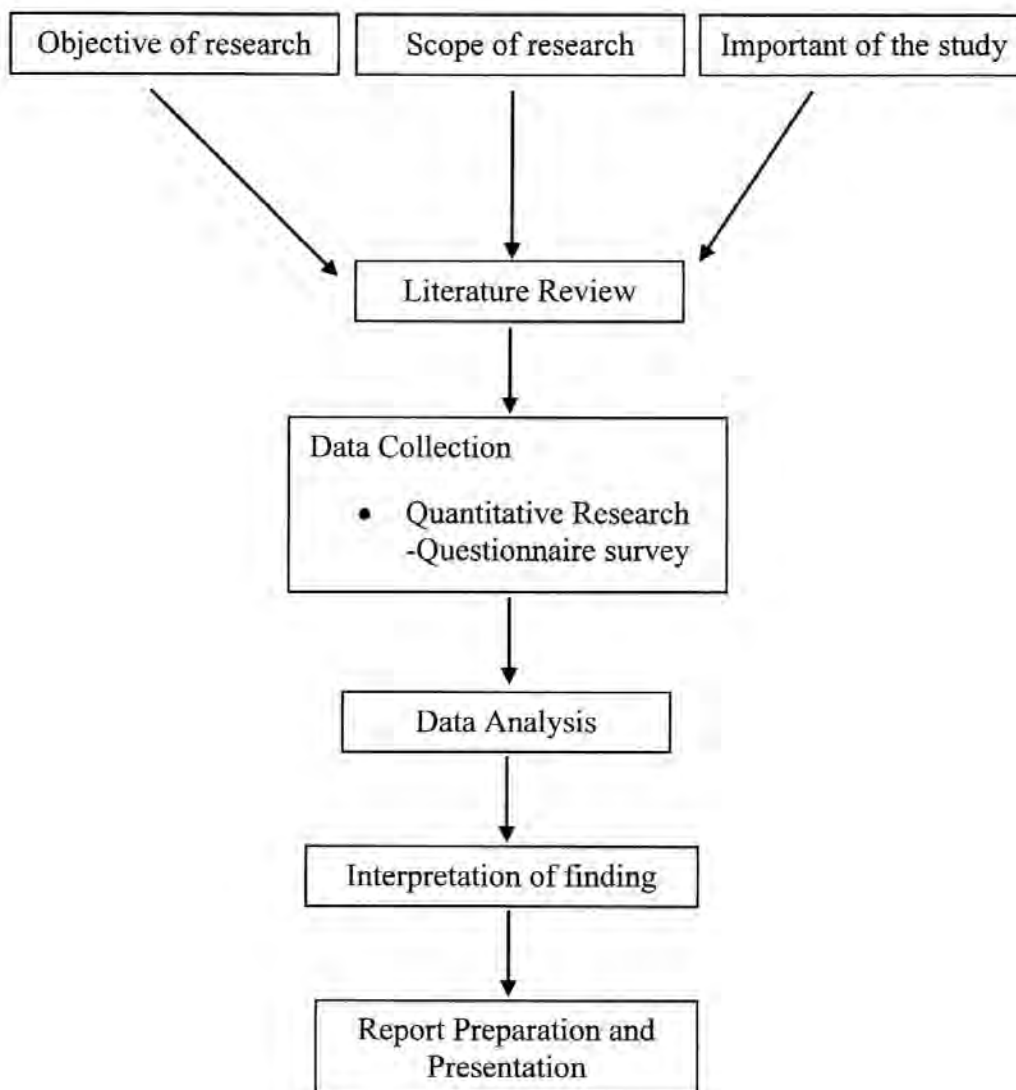 Objective of research
Scope of research
Important of the study
Literature Review
Data Collection
• Quantitative Research
-Questionnaire survey
Data Analysis
Interpretation of finding
Report Preparation and
Presentation